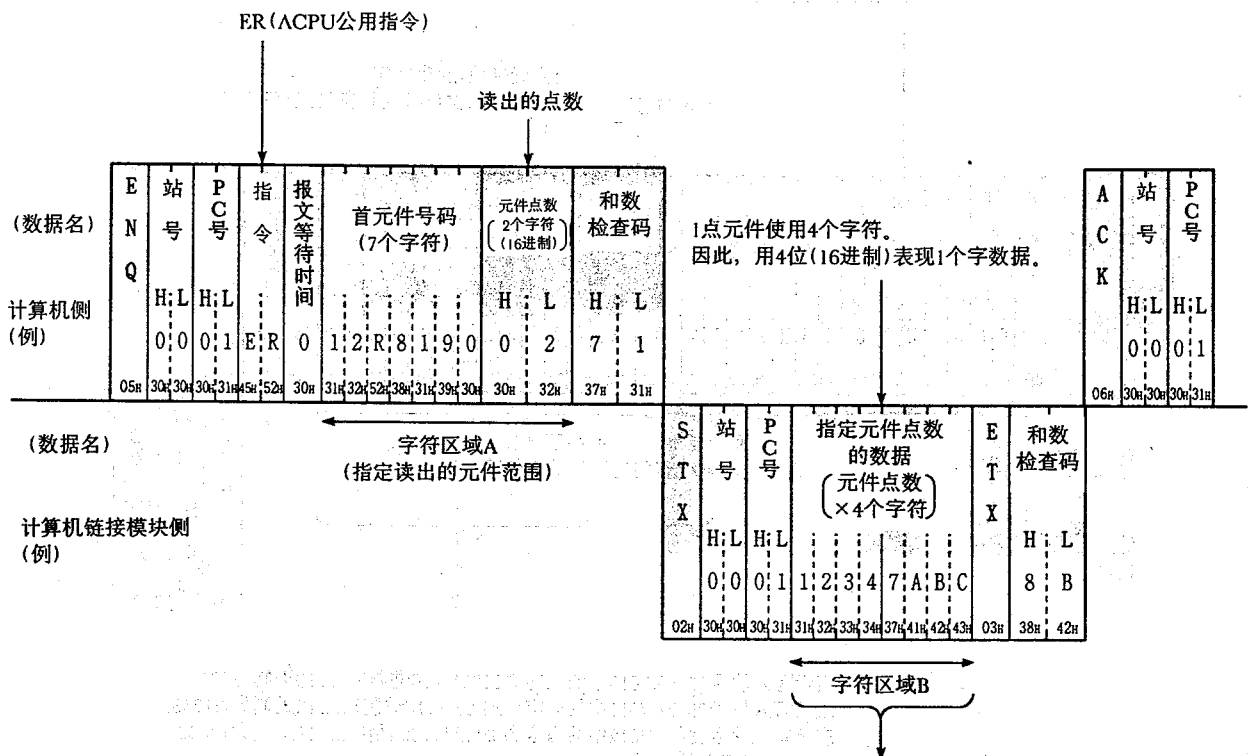 ER(ACPU公用指令)
读出的点数
(数据名)
计算机侧
(例)
ENQ
05H
站号
H L
0 0
30H 30H
PC号
H L
0 1
30H 31H
指令
E R
45H 52H
报文等待时间
0
30H
首元件号码
(7个字符)
1 2 R 8 1 9 0
31H 32H 52H 38H 31H 39H 30H
元件点数
2个字符
(16进制)
H L
0 2
30H 32H
和数
检查码
H L
7 1
37H 31H
1点元件使用4个字符。
因此，用4位(16进制)表现1个字数据。
ACK
06H
站号
H L
0 0
30H 30H
PC号
H L
0 1
30H 31H
字符区域A
(指定读出的元件范围)
(数据名)
计算机链接模块侧
(例)
STX
02H
站号
H L
0 0
30H 30H
PC号
H L
0 1
30H 31H
指定元件点数
的数据
(元件点数
×4个字符)
1 2 3 4 7 A B C
31H 32H 33H 34H 37H 41H 42H 43H
ETX
03H
和数
检查码
H L
8 B
38H 42H
字符区域B